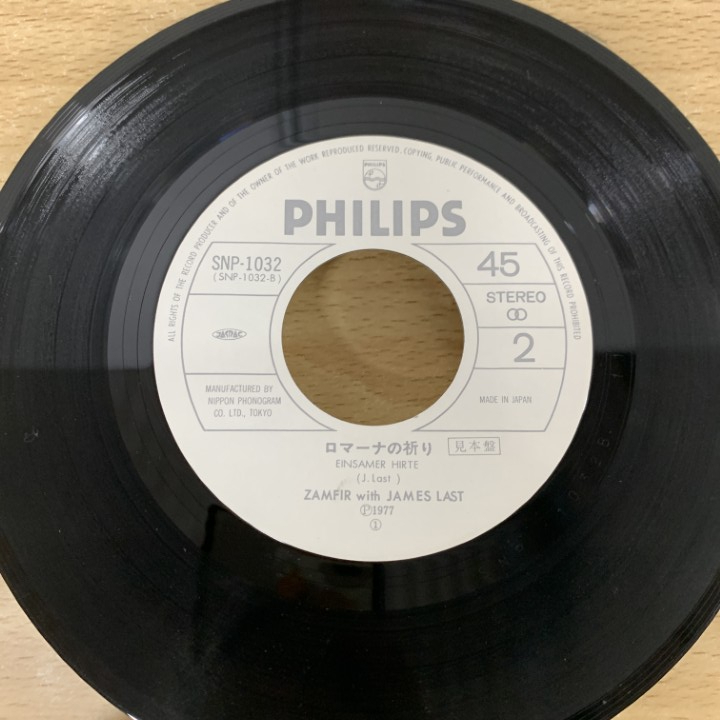 ALL RIGHTS OF THE RECORD PRODUCER AND OF THE OWNER OF THE WORK REPRODUCED RESERVED. COPYING, PUBLIC PERFORMANCE AND BROADCASTING OF THIS RECORD PROHIBITED
PHILIPS
PHILIPS
SNP-1032
(SNP-1032-B)
45
STEREO
JASRAC
2
MANUFACTURED BY
NIPPON PHONOGRAM
CO. LTD., TOKYO
MADE IN JAPAN
ロマーナの祈り 見本盤
EINSAMER HIRTE
(J. Last )
ZAMFIR with JAMES LAST
Ⓟ1977
①